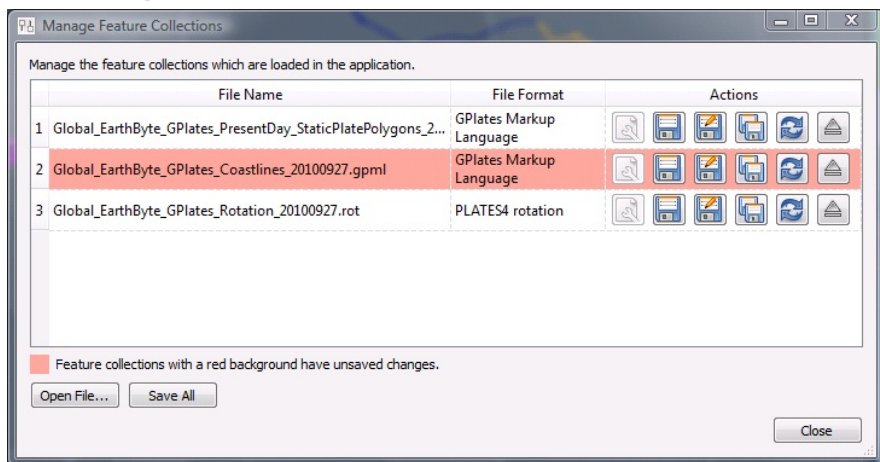 Manage Feature Collections
Manage the feature collections which are loaded in the application.
File Name File Format Actions
1 Global_EarthByte_GPlates_PresentDay_StaticPlatePolygons_2... GPlates Markup
Language
2 Global_EarthByte_GPlates_Coastlines_20100927.gpml GPlates Markup
Language
3 Global_EarthByte_GPlates_Rotation_20100927.rot PLATES4 rotation
Feature collections with a red background have unsaved changes.
Open File... Save All
Close